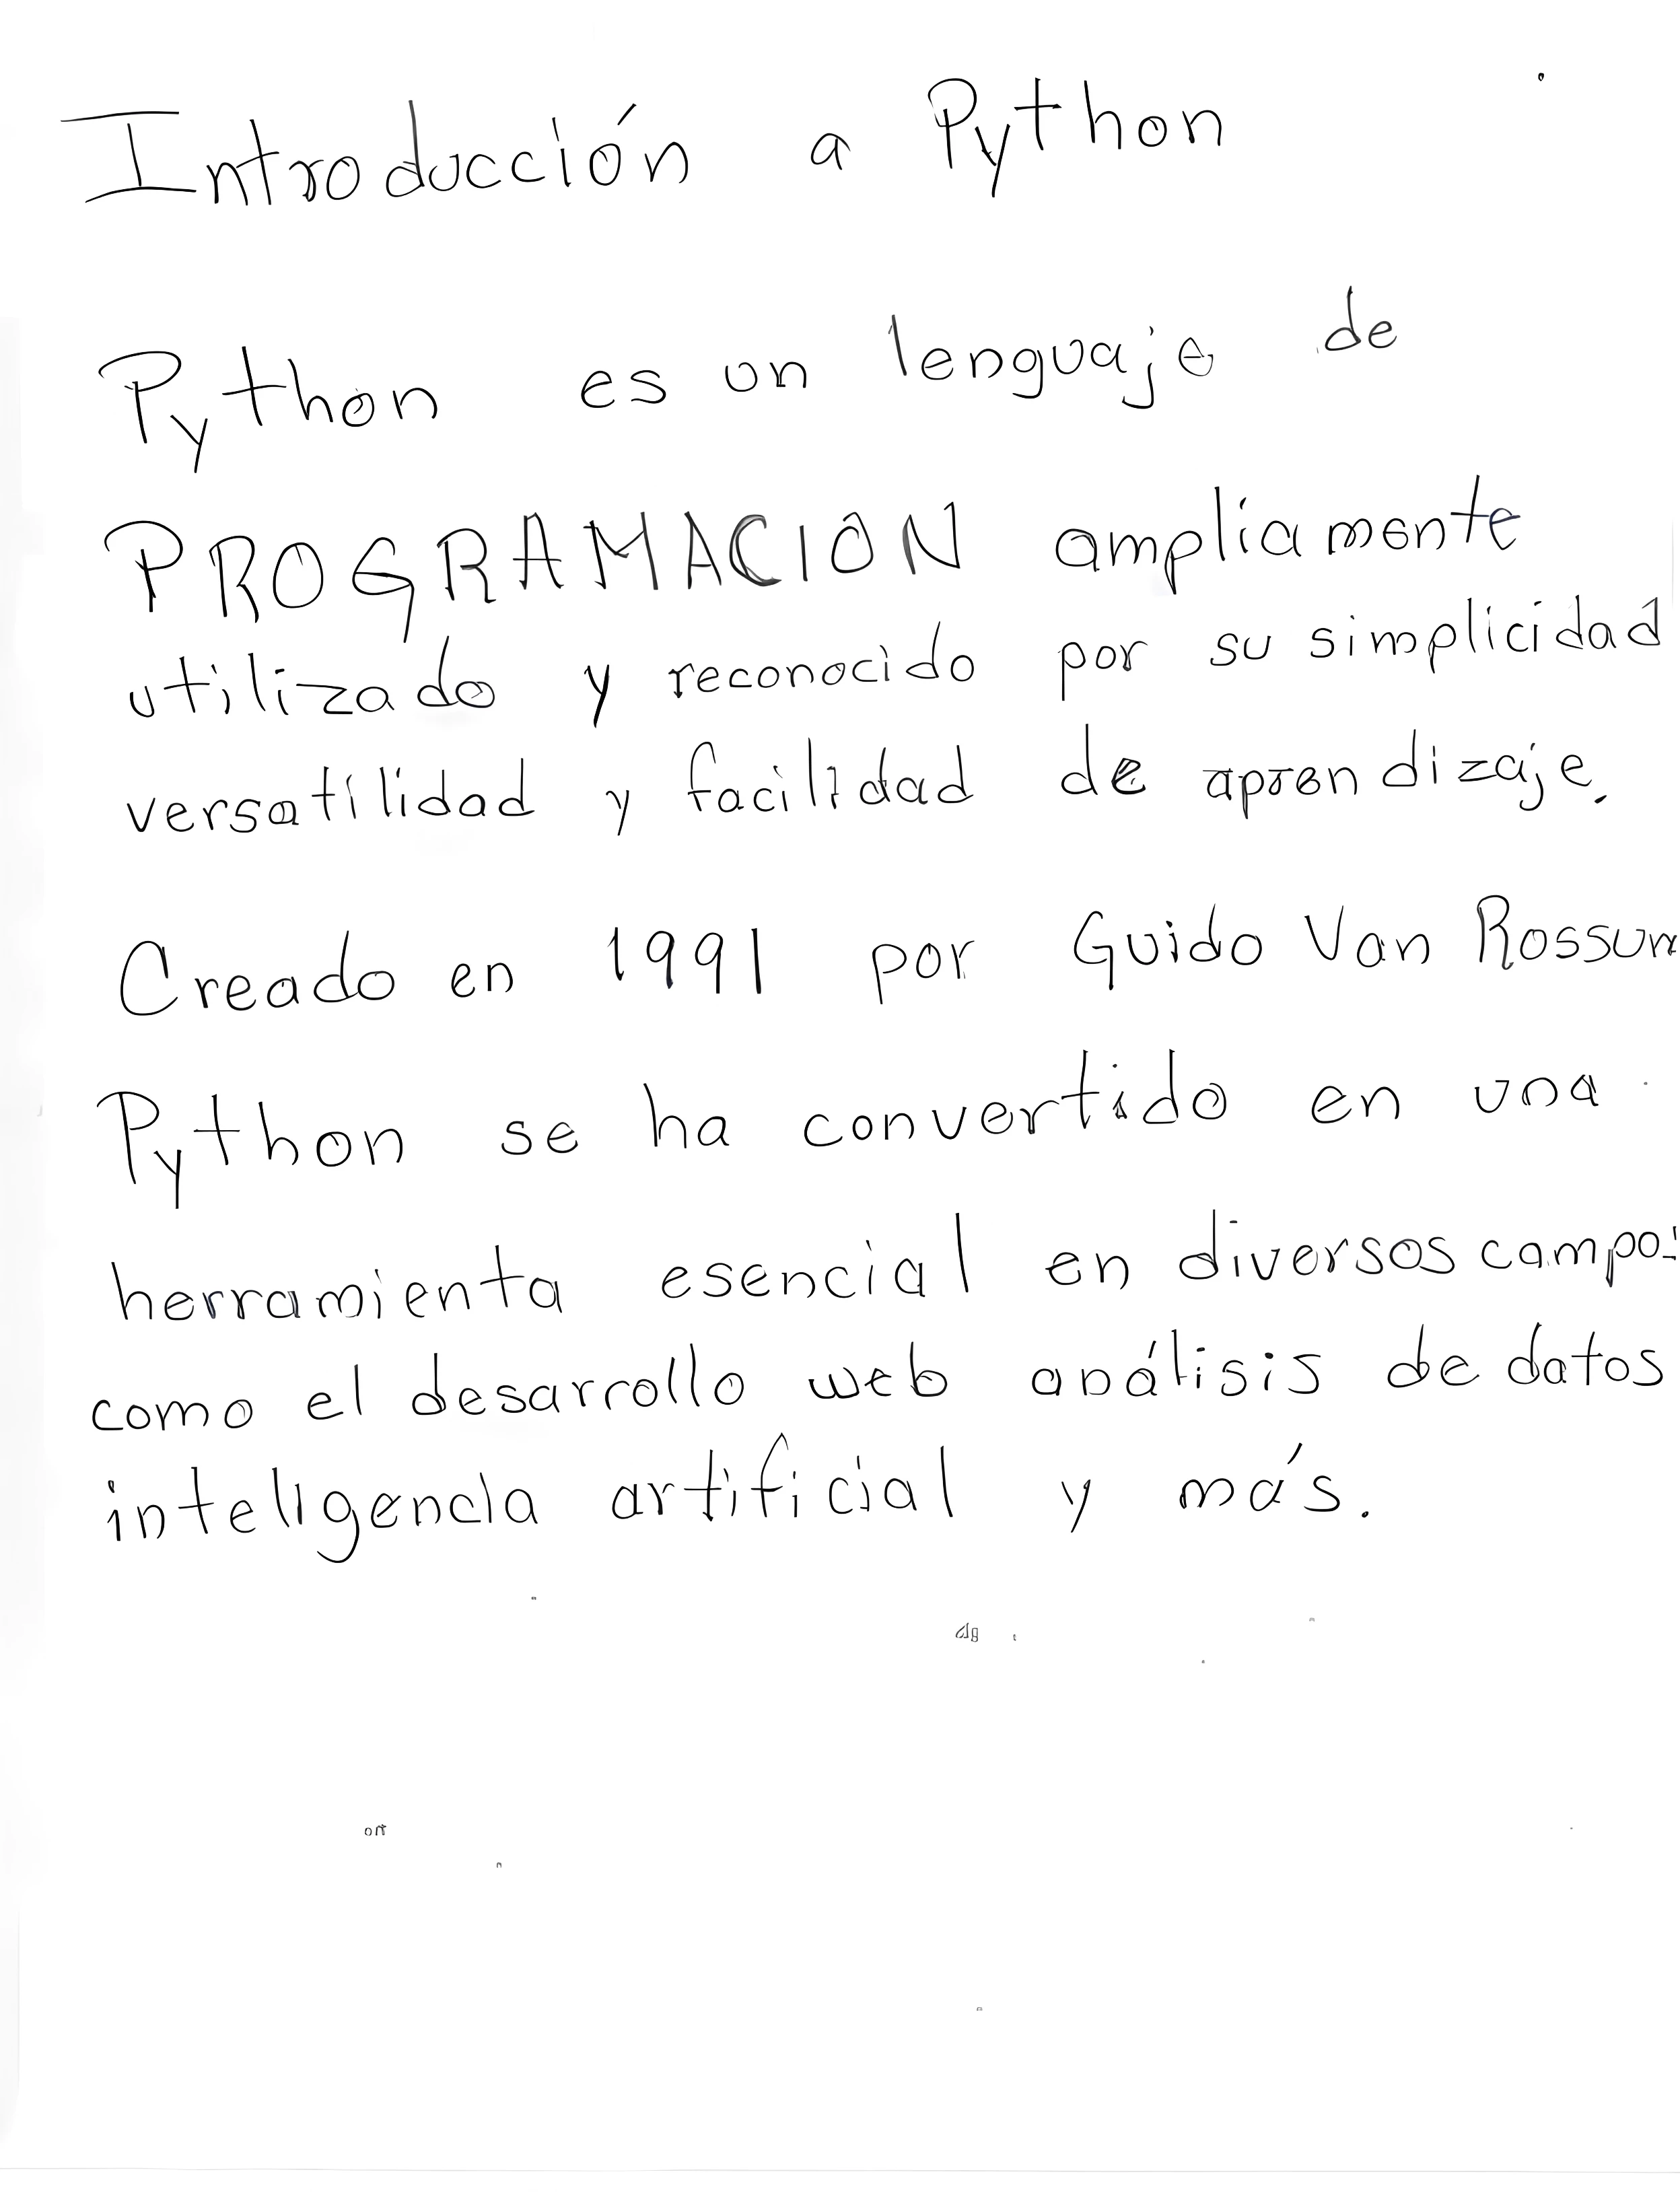 Introducción a Python
Python es un lenguaje de
PROGRAMACION ampliamente
utilizado y reconocido por su simplicidad
versatilidad y facilidad de aprendizaje.
Creado en 1991 por Guido Van Rossum
Python se ha convertido en una
herramienta esencial en diversos campos
como el desarrollo web análisis de datos
inteligencia artificial y más.